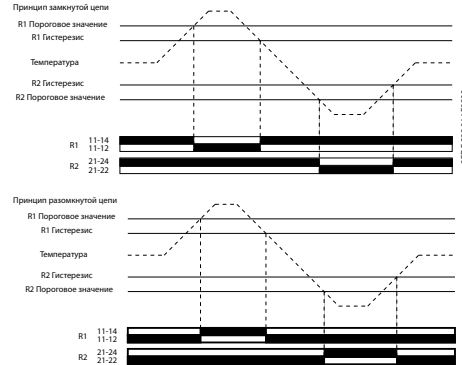 Принцип замкнутой цепи
R1 Пороговое значение
R1 Гистерезис
Температура
R2 Гистерезис
R2 Пороговое значение
R1 11-14
11-12
R2 21-24
21-22
Принцип разомкнутой цепи
R1 Пороговое значение
R1 Гистерезис
Температура
R2 Гистерезис
R2 Пороговое значение
R1 11-14
11-12
R2 21-24
21-22